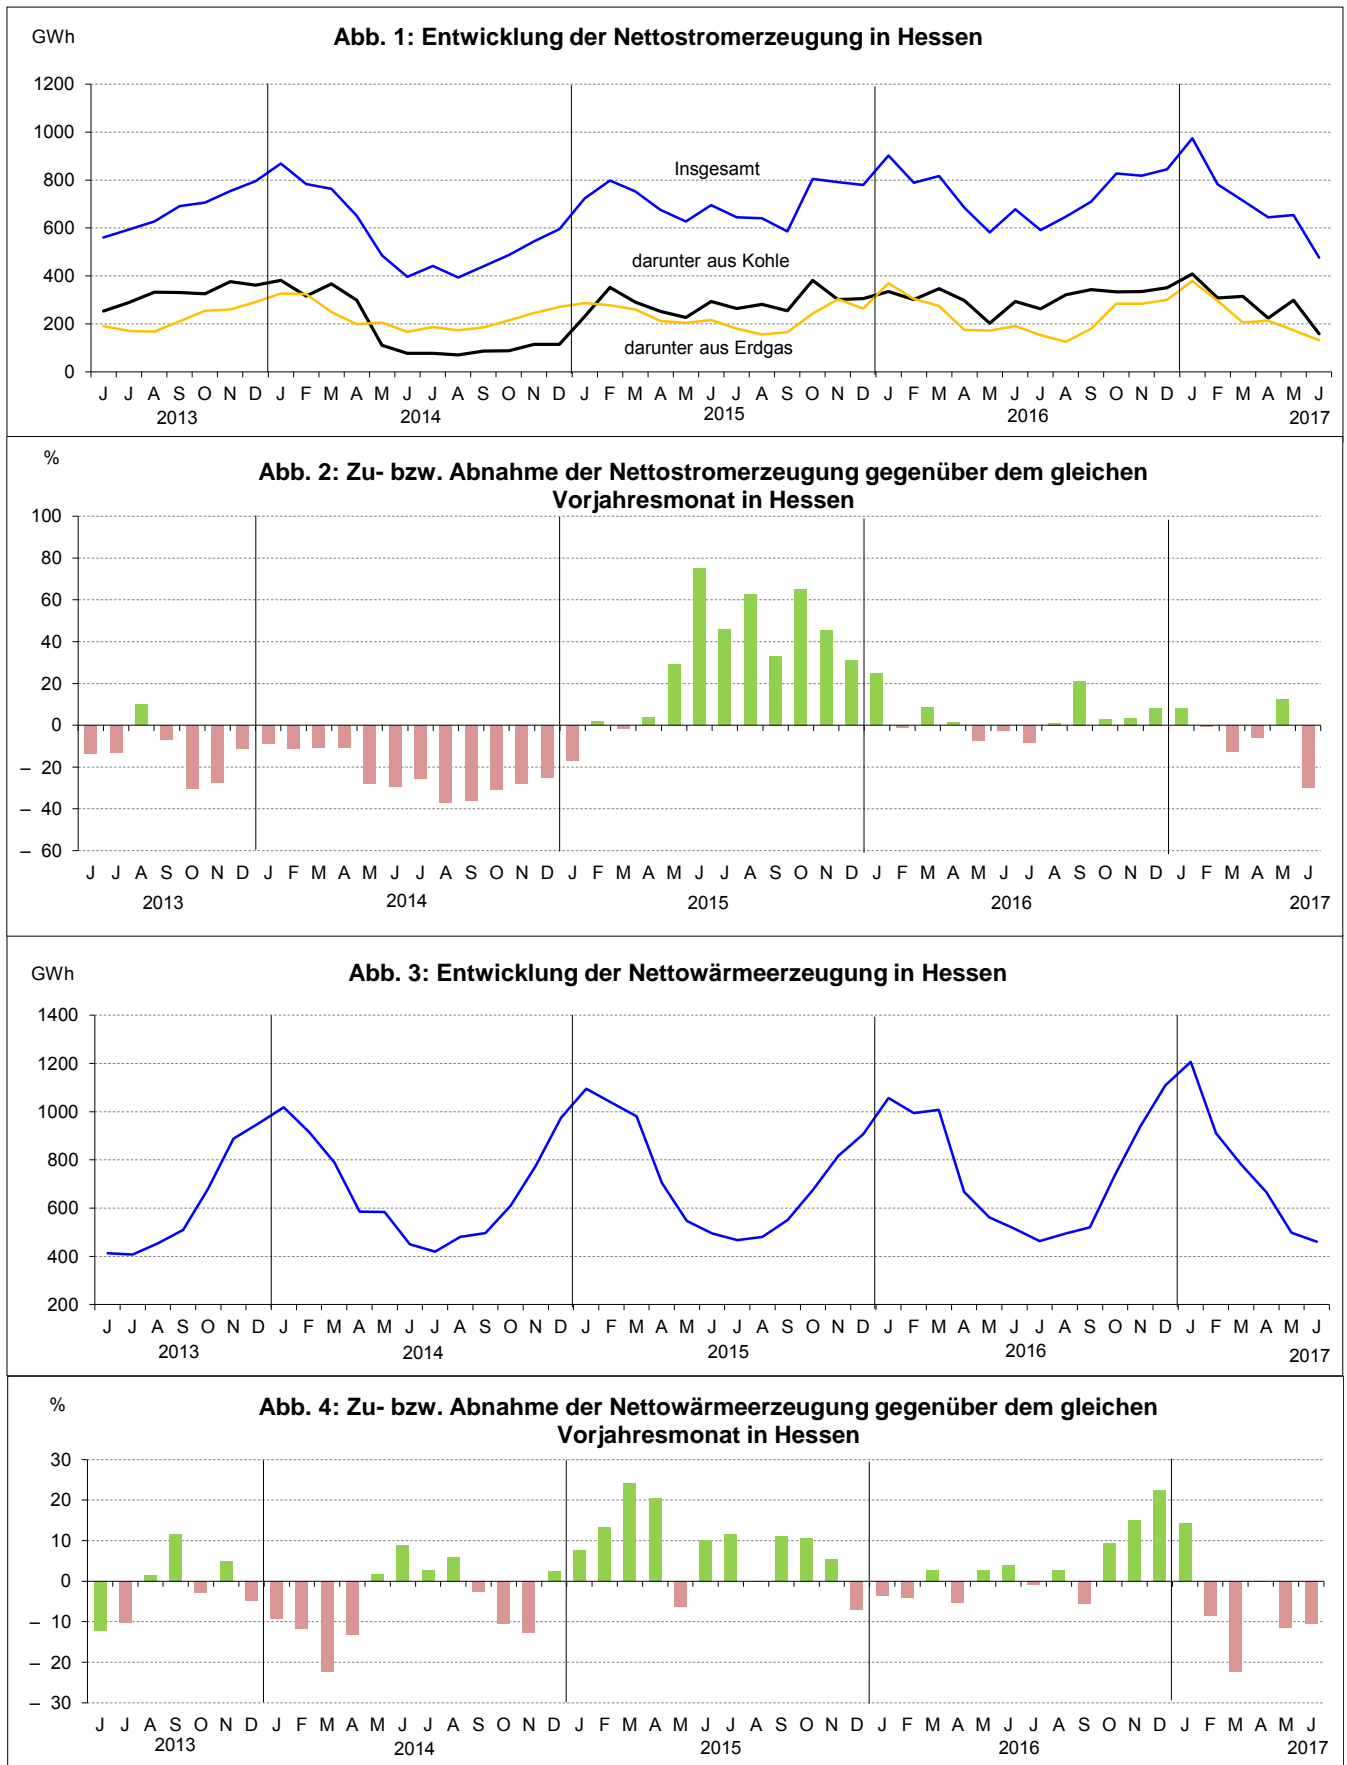 GWh
Abb. 1: Entwicklung der Nettostromerzeugung in Hessen
1200
1000
800
600
400
200
0
Insgesamt
darunter aus Kohle
darunter aus Erdgas
J J A S O N D J F M A M J J A S O N D J F M A M J J A S O N D J F M A M J J A S O N D J F M A M J
2013 2014 2015 2016 2017
%
Abb. 2: Zu- bzw. Abnahme der Nettostromerzeugung gegenüber dem gleichen
Vorjahresmonat in Hessen
100
80
60
40
20
0
– 20
– 40
– 60
J J A S O N D J F M A M J J A S O N D J F M A M J J A S O N D J F M A M J J A S O N D J F M A M J
2013 2014 2015 2016 2017
GWh
Abb. 3: Entwicklung der Nettowärmeerzeugung in Hessen
1400
1200
1000
800
600
400
200
J J A S O N D J F M A M J J A S O N D J F M A M J J A S O N D J F M A M J J A S O N D J F M A M J
2013 2014 2015 2016 2017
%
Abb. 4: Zu- bzw. Abnahme der Nettowärmeerzeugung gegenüber dem gleichen
Vorjahresmonat in Hessen
30
20
10
0
– 10
– 20
– 30
J J A S O N D J F M A M J J A S O N D J F M A M J J A S O N D J F M A M J J A S O N D J F M A M J
2013 2014 2015 2016 2017